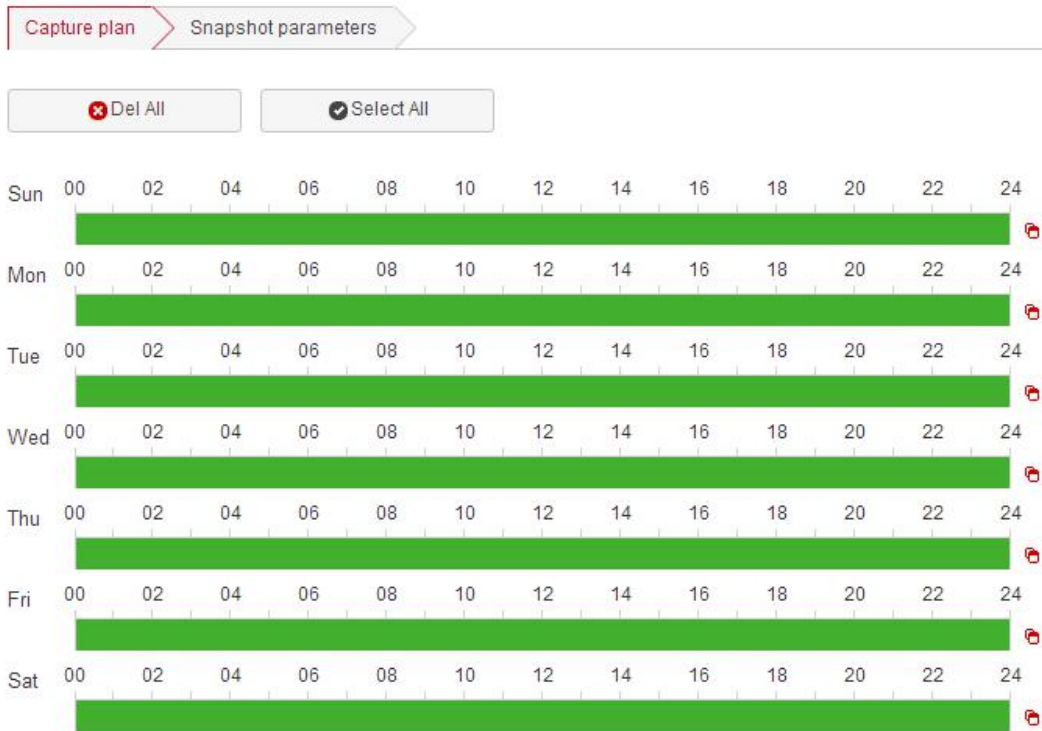 Capture plan Snapshot parameters
Del All Select All
Sun 00 02 04 06 08 10 12 14 16 18 20 22 24
Mon 00 02 04 06 08 10 12 14 16 18 20 22 24
Tue 00 02 04 06 08 10 12 14 16 18 20 22 24
Wed 00 02 04 06 08 10 12 14 16 18 20 22 24
Thu 00 02 04 06 08 10 12 14 16 18 20 22 24
Fri 00 02 04 06 08 10 12 14 16 18 20 22 24
Sat 00 02 04 06 08 10 12 14 16 18 20 22 24